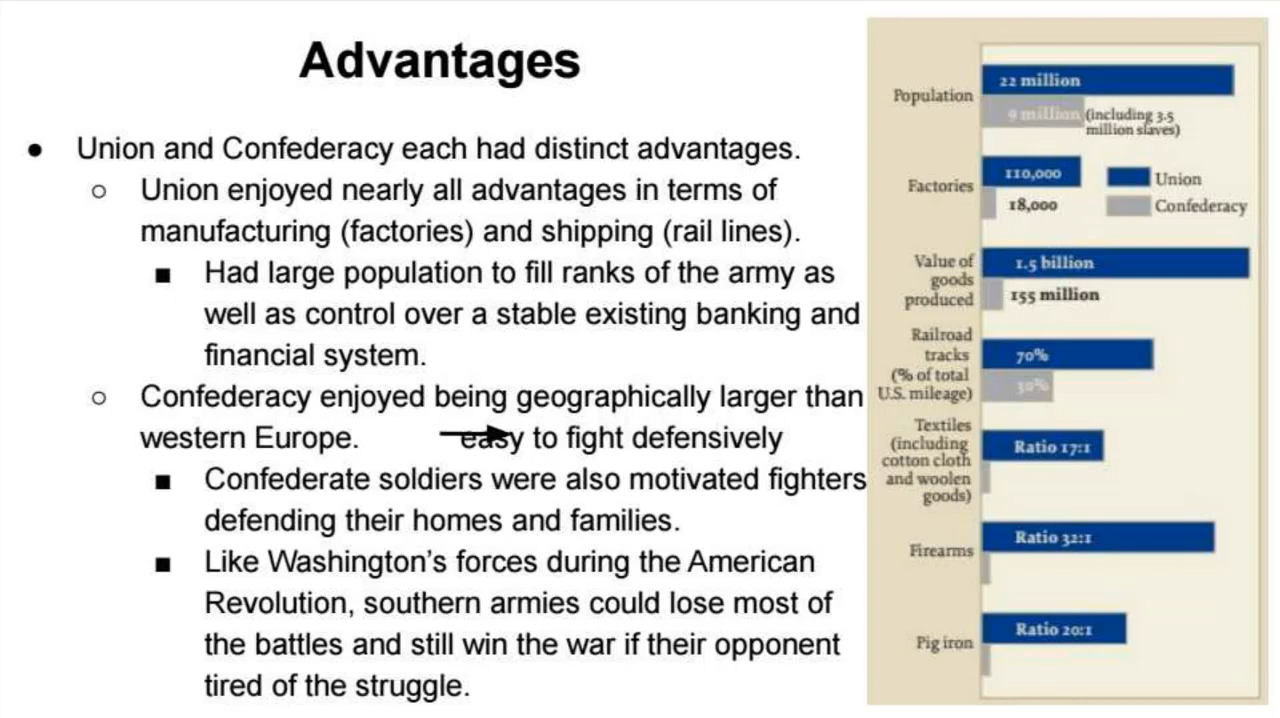 Advantages
● Union and Confederacy each had distinct advantages.
○ Union enjoyed nearly all advantages in terms of
manufacturing (factories) and shipping (rail lines).
■ Had large population to fill ranks of the army as
well as control over a stable existing banking and
financial system.
○ Confederacy enjoyed being geographically larger than
western Europe. easy to fight defensively
■ Confederate soldiers were also motivated fighters
defending their homes and families.
■ Like Washington's forces during the American
Revolution, southern armies could lose most of
the battles and still win the war if their opponent
tired of the struggle.
Population
22 million
9 million (including 3.5
million slaves)
Factories
110,000
18,000
Union
Confederacy
Value of
goods
produced
1.5 billion
155 million
Railroad
tracks
(% of total
U.S. mileage)
70%
30%
Textiles
(including
cotton cloth
and woolen
goods)
Ratio 17:1
Firearms
Ratio 32:1
Pig iron
Ratio 20:1